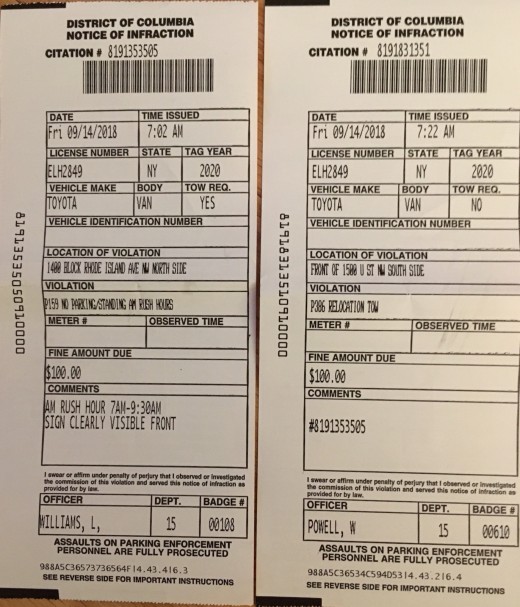 DISTRICT OF COLUMBIA
NOTICE OF INFRACTION
CITATION # 8191353505
DATE TIME ISSUED
Fri 09/14/2018 7:02 AM
LICENSE NUMBER STATE TAG YEAR
ELH2849 NY 2020
VEHICLE MAKE BODY TOW REQ.
TOYOTA VAN YES
VEHICLE IDENTIFICATION NUMBER
LOCATION OF VIOLATION
1400 BLOCK RHODE ISLAND AVE NW NORTH SIDE
VIOLATION
P159 NO PARKING/STANDING AM RUSH HOURS
METER # OBSERVED TIME
FINE AMOUNT DUE
$100.00
COMMENTS
AM RUSH HOUR 7AM-9:30AM
SIGN CLEARLY VISIBLE FRONT
I swear or affirm under penalty of perjury that I observed or investigated
the commission of this violation and served this notice of infraction as
provided for by law.
OFFICER DEPT. BADGE #
WILLIAMS, L, 15 00108
ASSAULTS ON PARKING ENFORCEMENT
PERSONNEL ARE FULLY PROSECUTED
988A5C36573736564F14.43.416.3
SEE REVERSE SIDE FOR IMPORTANT INSTRUCTIONS
81913535050910000
DISTRICT OF COLUMBIA
NOTICE OF INFRACTION
CITATION # 8191831351
DATE TIME ISSUED
Fri 09/14/2018 7:22 AM
LICENSE NUMBER STATE TAG YEAR
ELH2849 NY 2020
VEHICLE MAKE BODY TOW REQ.
TOYOTA VAN NO
VEHICLE IDENTIFICATION NUMBER
LOCATION OF VIOLATION
FRONT OF 1500 U ST NW SOUTH SIDE
VIOLATION
P386 RELOCATION TOW
METER # OBSERVED TIME
FINE AMOUNT DUE
$100.00
COMMENTS
#8191353505
I swear or affirm under penalty of perjury that I observed or investigated
the commission of this violation and served this notice of infraction as
provided for by law.
OFFICER DEPT. BADGE #
POWELL, W 15 00610
ASSAULTS ON PARKING ENFORCEMENT
PERSONNEL ARE FULLY PROSECUTED
988A5C36534C594D5314.43.216.4
SEE REVERSE SIDE FOR IMPORTANT INSTRUCTIONS
81918313510910000